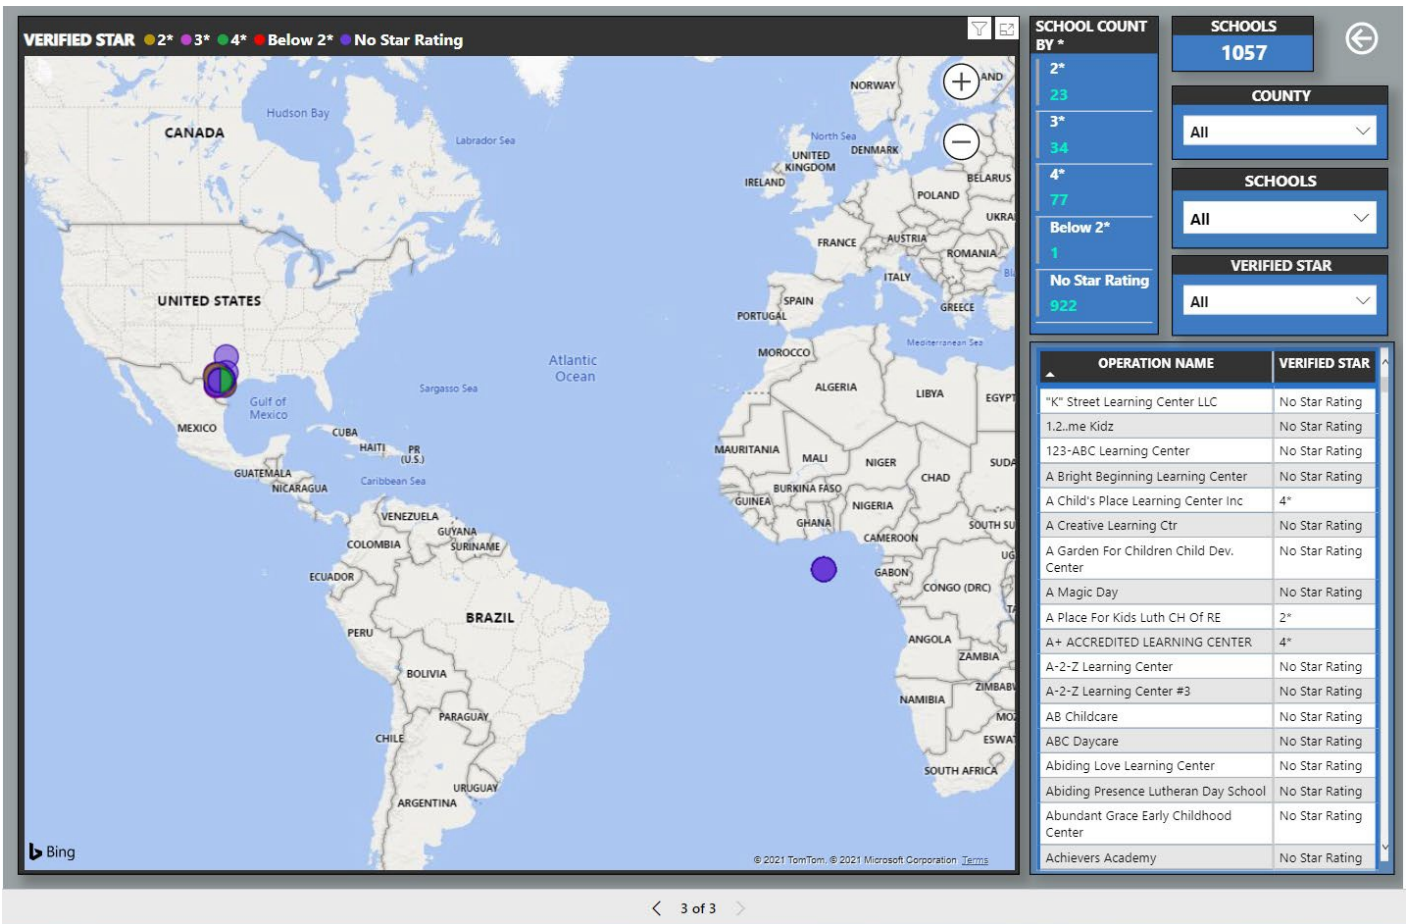 VERIFIED STAR 2* 3* 4* Below 2* No Star Rating
SCHOOL COUNT
BY *
2*
23
3*
34
4*
77
Below 2*
1
No Star Rating
922
SCHOOLS
1057
COUNTY
All
SCHOOLS
All
VERIFIED STAR
All
Hudson Bay
CANADA
Labrador Sea
NORWAY
North Sea
DENMARK
UNITED
KINGDOM
IRELAND
BELARUS
POLAND
UKRA
FRANCE
AUSTRIA
ROMANIA
ITALY
Bl
UNITED STATES
SPAIN
GREECE
PORTUGAL
Mediterranean Sea
MOROCCO
Atlantic
Ocean
ALGERIA
LIBYA
EGYPT
Sargasso Sea
Gulf of
Mexico
MEXICO
CUBA
HAITI
PR
(U.S.)
MAURITANIA
MALI
NIGER
SUDA
CHAD
GUATEMALA
Caribbean Sea
NICARAGUA
BURKINA FASO
GUINEA
NIGERIA
VENEZUELA
GHANA
SOUTH SU
GUYANA
CAMEROON
COLOMBIA
SURINAME
UG
GABON
ECUADOR
CONGO (DRC)
TA
BRAZIL
PERU
ANGOLA
ZAMBIA
BOLIVIA
ZIMBABW
NAMIBIA
PARAGUAY
MOZ
CHILE
ESWAT
SOUTH AFRICA
URUGUAY
ARGENTINA
Bing
© 2021 TomTom, © 2021 Microsoft Corporation Terms
OPERATION NAME VERIFIED STAR
"K" Street Learning Center LLC No Star Rating
1.2..me Kidz No Star Rating
123-ABC Learning Center No Star Rating
A Bright Beginning Learning Center No Star Rating
A Child's Place Learning Center Inc 4*
A Creative Learning Ctr No Star Rating
A Garden For Children Child Dev. No Star Rating
Center
A Magic Day No Star Rating
A Place For Kids Luth CH Of RE 2*
A+ ACCREDITED LEARNING CENTER 4*
A-2-Z Learning Center No Star Rating
A-2-Z Learning Center #3 No Star Rating
AB Childcare No Star Rating
ABC Daycare No Star Rating
Abiding Love Learning Center No Star Rating
Abiding Presence Lutheran Day School No Star Rating
Abundant Grace Early Childhood No Star Rating
Center
Achievers Academy No Star Rating
3 of 3